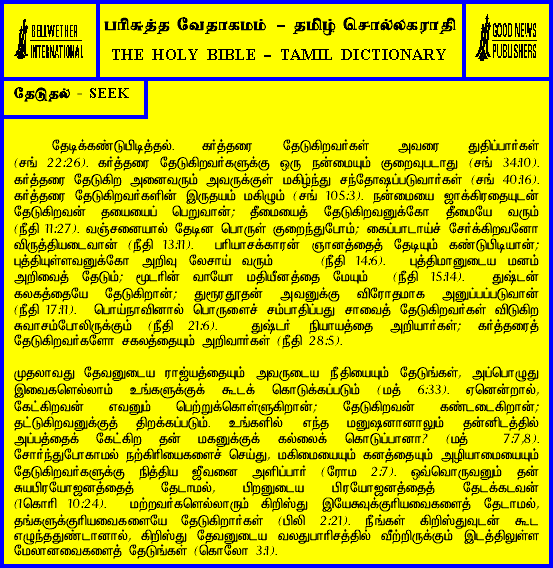 BELLWETHER
INTERNATIONAL
பரிசுத்த வேதாகமம் – தமிழ் சொல்லகராதி
THE HOLY BIBLE – TAMIL DICTIONARY
GOOD NEWS
PUBLISHERS
தேடுதல் - SEEK
தேடிக்கண்டுபிடித்தல். கர்த்தரை தேடுகிறவர்கள் அவரை துதிப்பார்கள்
(சங் 22:26). கர்த்தரை தேடுகிறவர்களுக்கு ஒரு நன்மையும் குறைவுபடாது (சங் 34:10).
கர்த்தரை தேடுகிற அனைவரும் அவருக்குள் மகிழ்ந்து சந்தோஷப்படுவார்கள் (சங் 40:16).
கர்த்தரை தேடுகிறவர்களின் இருதயம் மகிழும் (சங் 105:3). நன்மையை ஜாக்கிரதையுடன்
தேடுகிறவன் தயையைப் பெறுவான்; தீமையைத் தேடுகிறவனுக்கோ தீமையே வரும்
(நீதி 11:27). வஞ்சனையால் தேடின பொருள் குறைந்துபோம்; கைப்பாடாய்ச் சேர்க்கிறவனோ
விருத்தியடைவான் (நீதி 13:11). பரியாசக்காரன் ஞானத்தைத் தேடியும் கண்டுபிடியான்;
புத்தியுள்ளவனுக்கோ அறிவு லேசாய் வரும் (நீதி 14:6). புத்திமானுடைய மனம்
அறிவைத் தேடும்; மூடரின் வாயோ மதியீனத்தை மேயும் (நீதி 15:14). துஷ்டன்
கலகத்தையே தேடுகிறான்; துரூரதூதன் அவனுக்கு விரோதமாக அனுப்பப்படுவான்
(நீதி 17:11). பொய்நாவினால் பொருளைச் சம்பாதிப்பது சாவைத் தேடுகிறவர்கள் விடுகிற
சுவாசம்போலிருக்கும் (நீதி 21:6). துஷ்டர் நியாயத்தை அறியார்கள்; கர்த்தரைத்
தேடுகிறவர்களோ சகலத்தையும் அறிவார்கள் (நீதி 28:5).
முதலாவது தேவனுடைய ராஜ்யத்தையும் அவருடைய நீதியையும் தேடுங்கள், அப்பொழுது
இவைகளெல்லாம் உங்களுக்குக் கூடக் கொடுக்கப்படும் (மத் 6:33). ஏனென்றால்,
கேட்கிறவன் எவனும் பெற்றுக்கொள்ளுகிறான்; தேடுகிறவன் கண்டடைகிறான்;
தட்டுகிறவனுக்குத் திறக்கப்படும். உங்களில் எந்த மனுஷனானாலும் தன்னிடத்தில்
அப்பத்தைக் கேட்கிற தன் மகனுக்குக் கல்லைக் கொடுப்பானா? (மத் 7:7,8).
சோர்ந்துபோகாமல் நற்கிரியைகளைச் செய்து, மகிமையையும் கனத்தையும் அழியாமையையும்
தேடுகிறவர்களுக்கு நித்திய ஜீவனை அளிப்பார் (ரோம 2:7). ஒவ்வொருவனும் தன்
சுயபிரயோஜனத்தைத் தேடாமல், பிறனுடைய பிரயோஜனத்தைத் தேடக்கடவன்
(1கொரி 10:24). மற்றவர்களெல்லாரும் கிறிஸ்து இயேசுவுக்குரியவைகளைத் தேடாமல்,
தங்களுக்குரியவைகளையே தேடுகிறார்கள் (பிலி 2:21). நீங்கள் கிறிஸ்துவுடன் கூட
எழுந்ததுண்டானால், கிறிஸ்து தேவனுடைய வலதுபாரிசத்தில் வீற்றிருக்கும் இடத்திலுள்ள
மேலானவைகளைத் தேடுங்கள் (கொலோ 3:1).